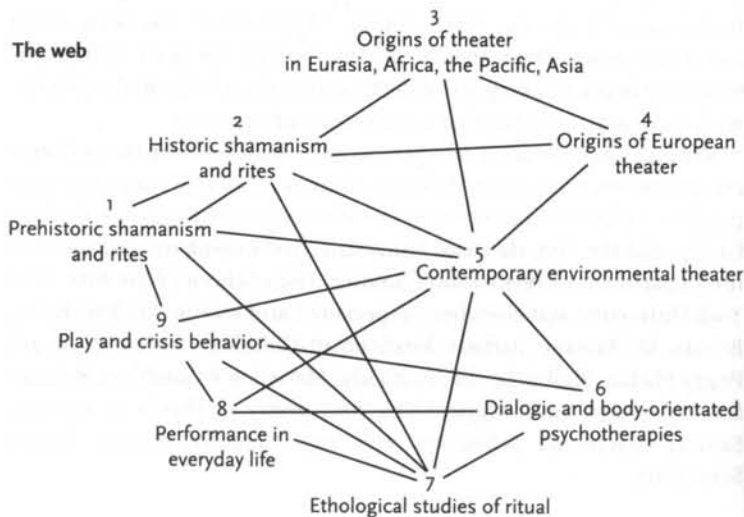 The web
3
Origins of theater
in Eurasia, Africa, the Pacific, Asia
2
Historic shamanism
and rites
4
Origins of European
theater
1
Prehistoric shamanism
and rites
5
Contemporary environmental theater
9
Play and crisis behavior
6
Dialogic and body-orientated
psychotherapies
8
Performance in
everyday life
7
Ethological studies of ritual